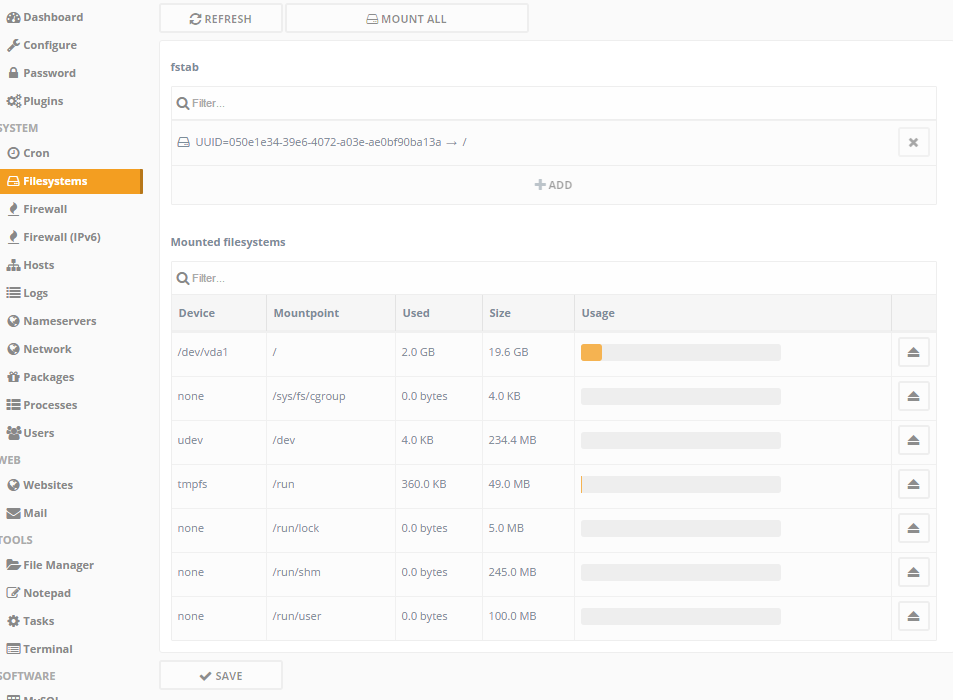 Dashboard
Configure
Password
Plugins
SYSTEM
Cron
Filesystems
Firewall
Firewall (IPv6)
Hosts
Logs
Nameservers
Network
Packages
Processes
Users
WEB
Websites
Mail
TOOLS
File Manager
Notepad
Tasks
Terminal
SOFTWARE
MySQL
REFRESH
MOUNT ALL
fstab
Filter...
UUID=050e1e34-39e6-4072-a03e-ae0bf90ba13a → /
ADD
Mounted filesystems
Filter...
Device Mountpoint Used Size Usage
/dev/vda1 / 2.0 GB 19.6 GB
none /sys/fs/cgroup 0.0 bytes 4.0 KB
udev /dev 4.0 KB 234.4 MB
tmpfs /run 360.0 KB 49.0 MB
none /run/lock 0.0 bytes 5.0 MB
none /run/shm 0.0 bytes 245.0 MB
none /run/user 0.0 bytes 100.0 MB
SAVE